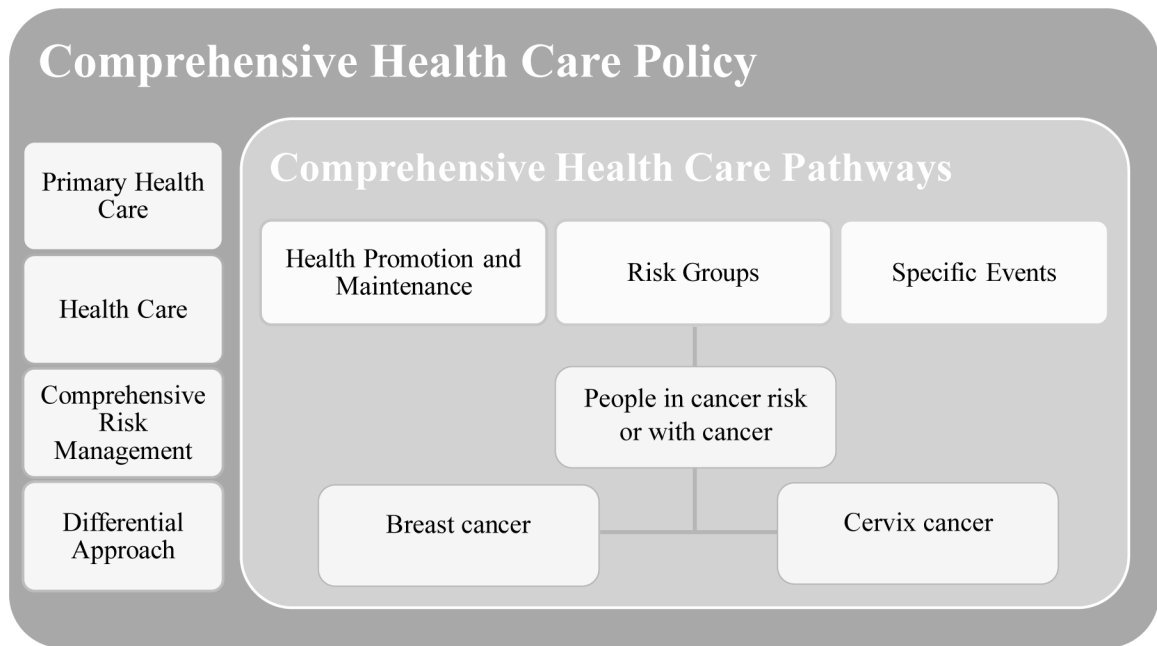 Comprehensive Health Care Policy
Primary Health
Care
Health Care
Comprehensive
Risk
Management
Differential
Approach
Comprehensive Health Care Pathways
Health Promotion and
Maintenance
Risk Groups
Specific Events
People in cancer risk
or with cancer
Breast cancer
Cervix cancer